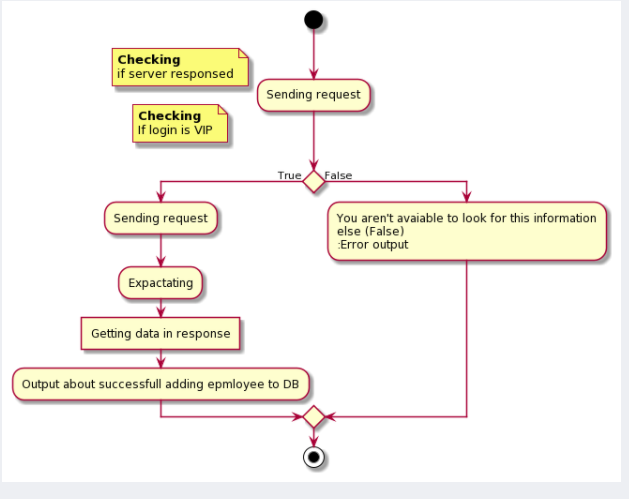 Checking
if server responsed
Sending request
Checking
If login is VIP
True
False
Sending request
You aren't avaiable to look for this information
else (False)
:Error output
Expactating
Getting data in response
Output about successfull adding epmloyee to DB